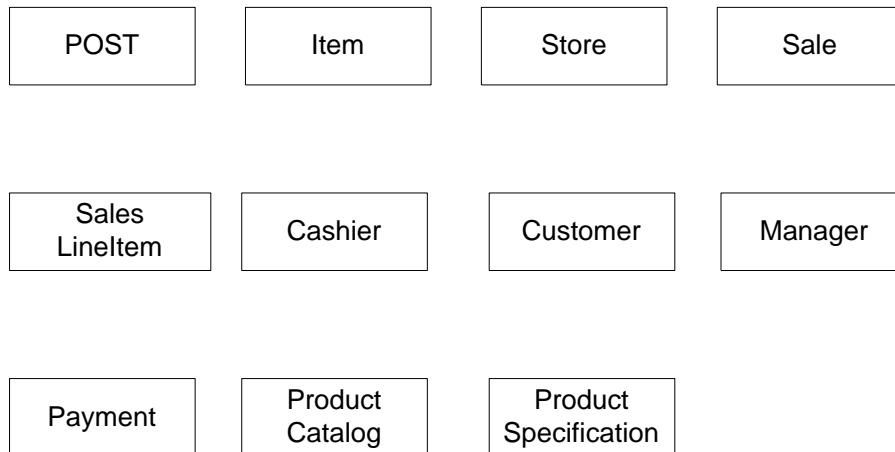 POST
Item
Store
Sale
Sales
LineItem
Cashier
Customer
Manager
Payment
Product
Catalog
Product
Specification